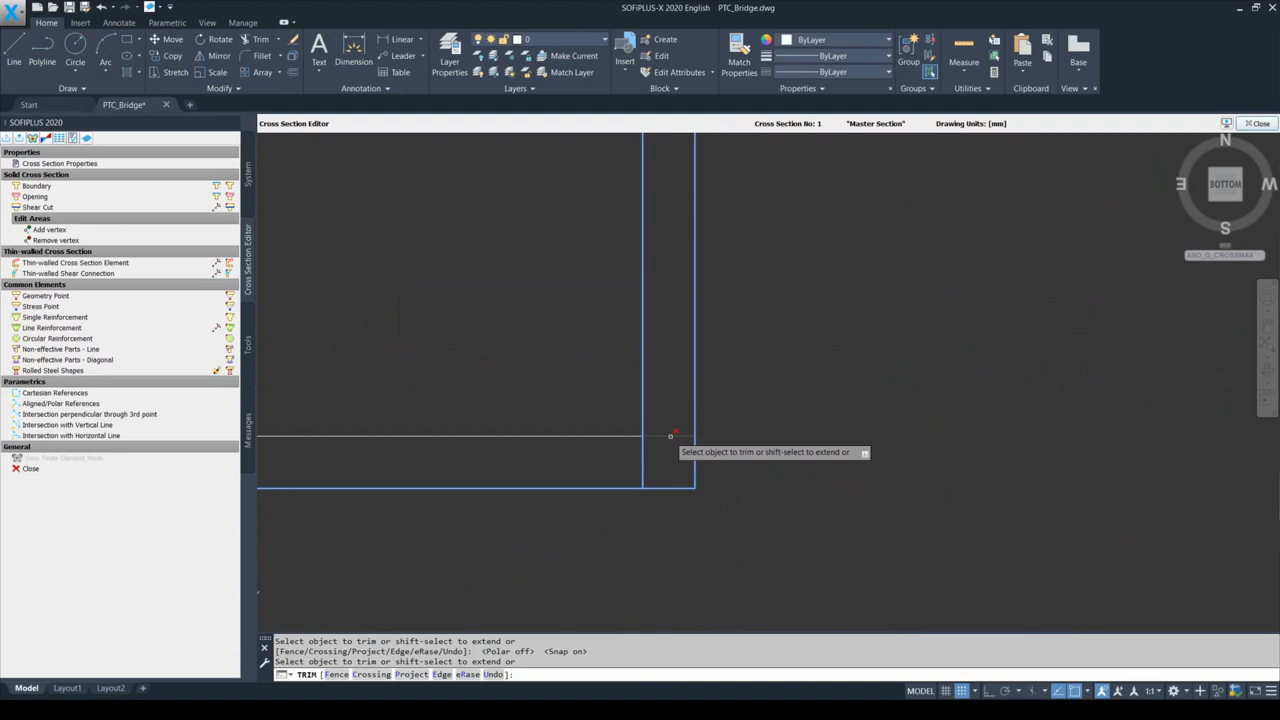 SOFiPLUS-X 2020 English PTC_Bridge.dwg
Home Insert Annotate Parametric View Manage
Line Polyline Circle Arc Draw
Move Rotate Trim
Copy Mirror Fillet
Stretch Scale Array
Modify
Text Dimension
Linear
Leader
Table
Annotation
Layer Properties
0
Make Current
Match Layer
Layers
Insert
Create
Edit
Edit Attributes
Block
Match Properties
ByLayer
ByLayer
ByLayer
Properties
Group
Groups
Measure
Utilities
Paste
Clipboard
Base
View
Start PTC_Bridge*
SOFiPLUS 2020
Cross Section Editor Cross Section No: 1 "Master Section" Drawing Units: [mm] Close
Properties
Cross Section Properties
Solid Cross Section
Boundary
Opening
Shear Cut
Edit Areas
Add vertex
Remove vertex
Thin-walled Cross Section
Thin-walled Cross Section Element
Thin-walled Shear Connection
Common Elements
Geometry Point
Stress Point
Single Reinforcement
Line Reinforcement
Circular Reinforcement
Non-effective Parts - Line
Non-effective Parts - Diagonal
Rolled Steel Shapes
Parametrics
Cartesian References
Aligned/Polar References
Intersection perpendicular through 3rd point
Intersection with Vertical Line
Intersection with Horizontal Line
General
View Finite Element Mesh
Close
System
Cross Section Editor
Tools
Messages
N
E BOTTOM W
S
ASO_G_CROSSMAX
Select object to trim or shift-select to extend or
Select object to trim or shift-select to extend or
[Fence/Crossing/Project/Edge/eRase/Undo]: <Polar off> <Snap on>
Select object to trim or shift-select to extend or
TRIM [Fence Crossing Project Edge eRase Undo]:
Model Layout1 Layout2
MODEL 1:1